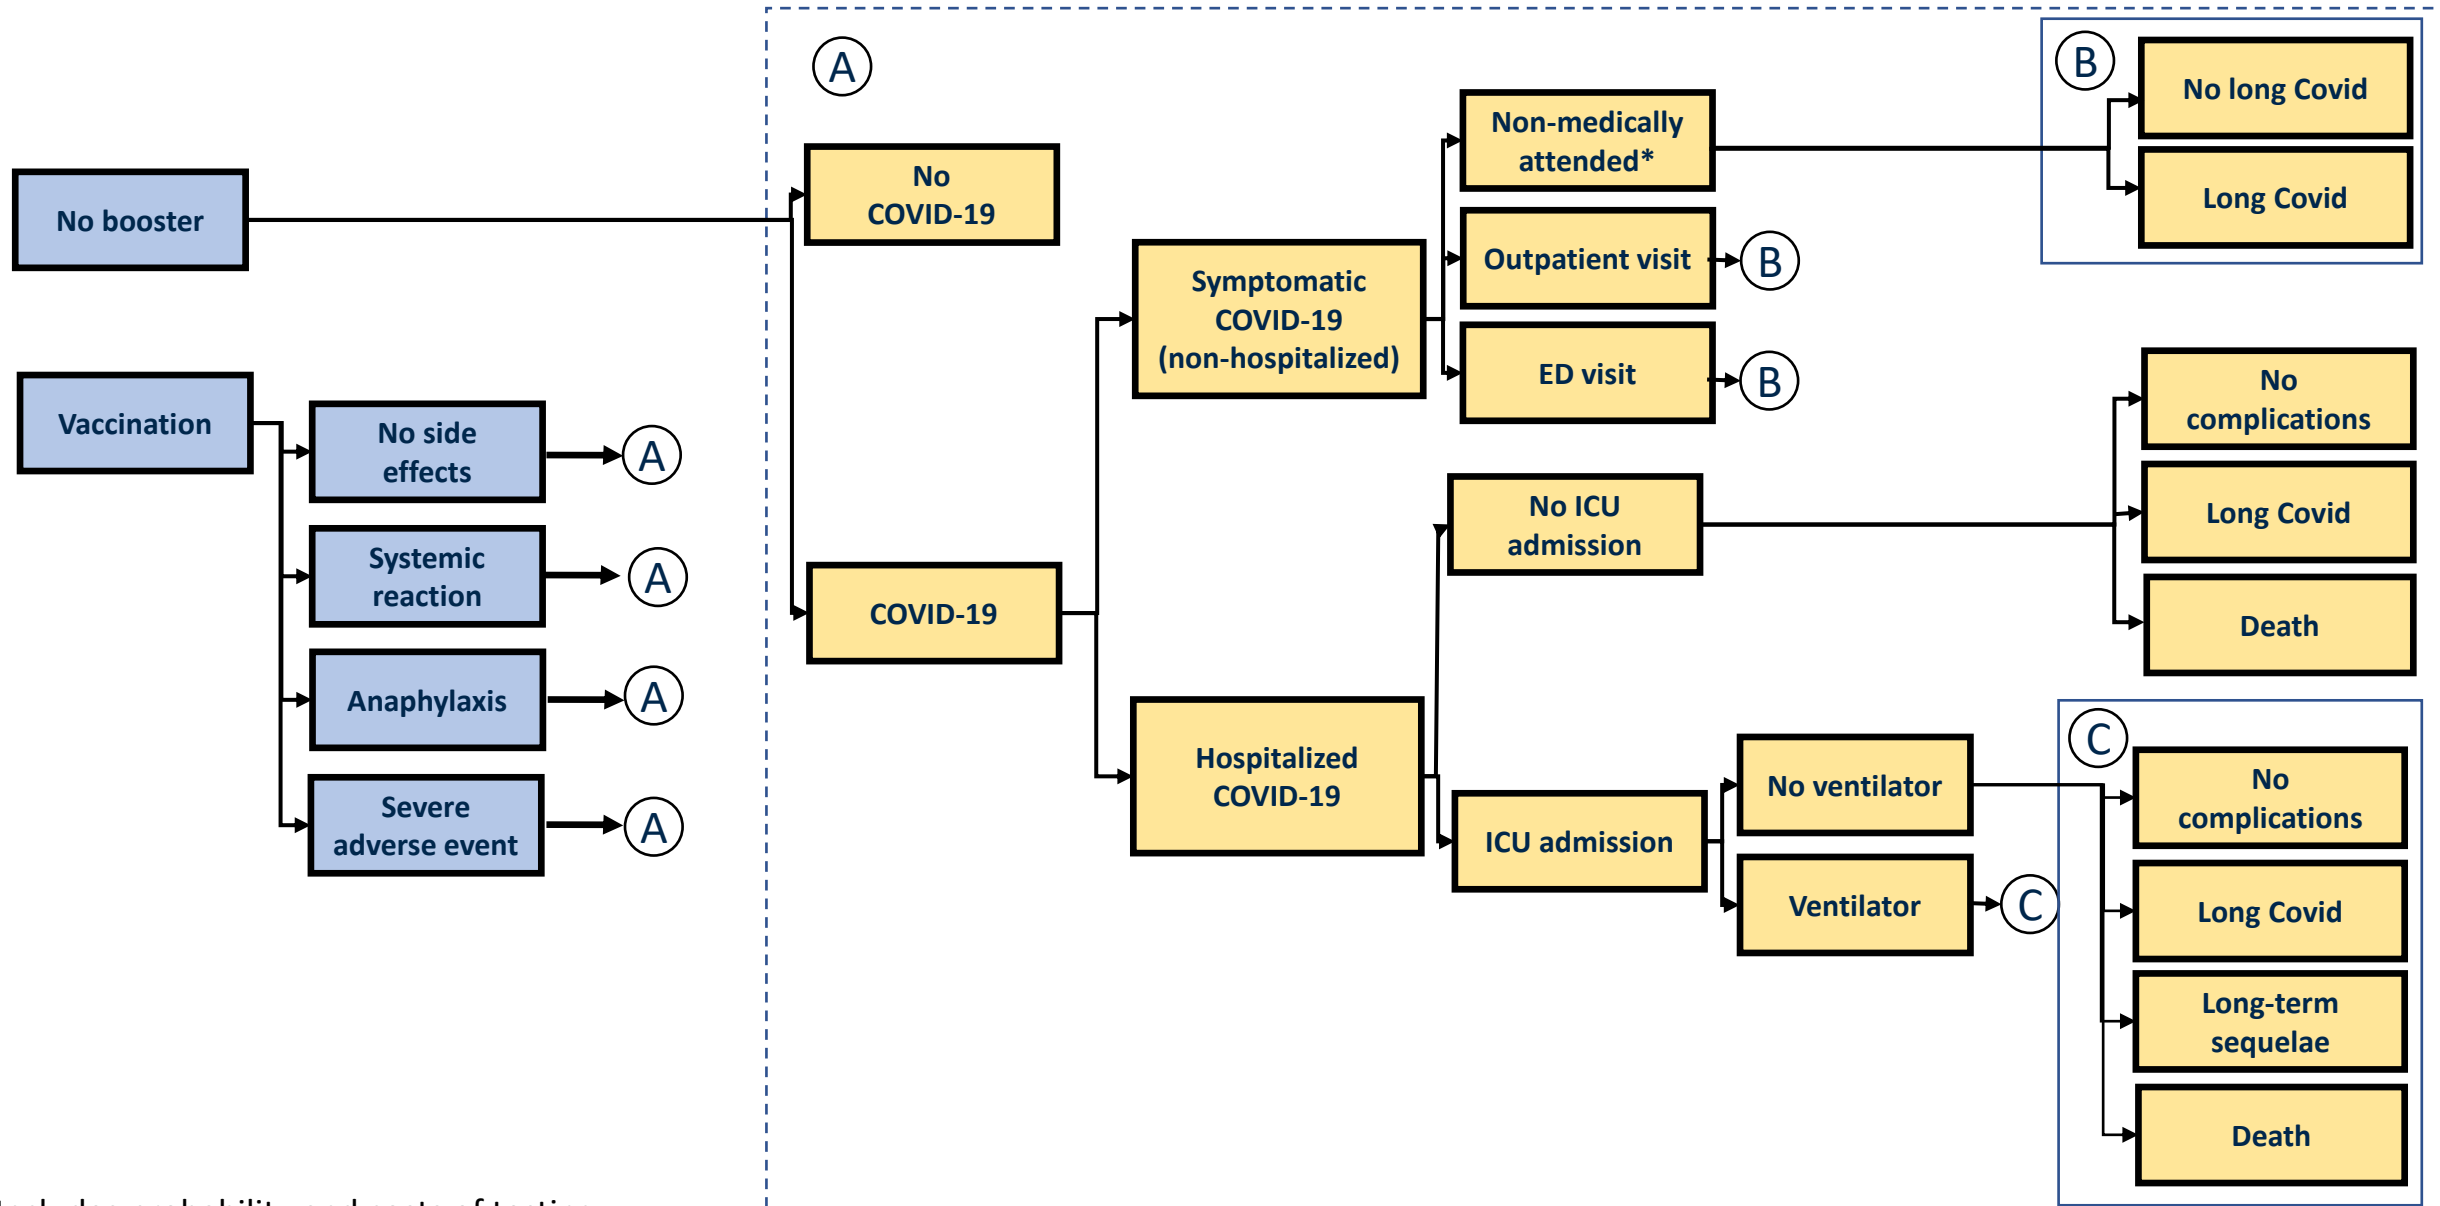 No booster
Vaccination
No side
effects
A
Systemic
reaction
A
Anaphylaxis
A
Severe
adverse event
A
A
No
COVID-19
COVID-19
Symptomatic
COVID-19
(non-hospitalized)
Hospitalized
COVID-19
Non-medically
attended*
Outpatient visit
B
ED visit
B
B
No long Covid
Long Covid
No ICU
admission
No
complications
Long Covid
Death
ICU admission
No ventilator
Ventilator
C
C
No
complications
Long Covid
Long-term
sequelae
Death